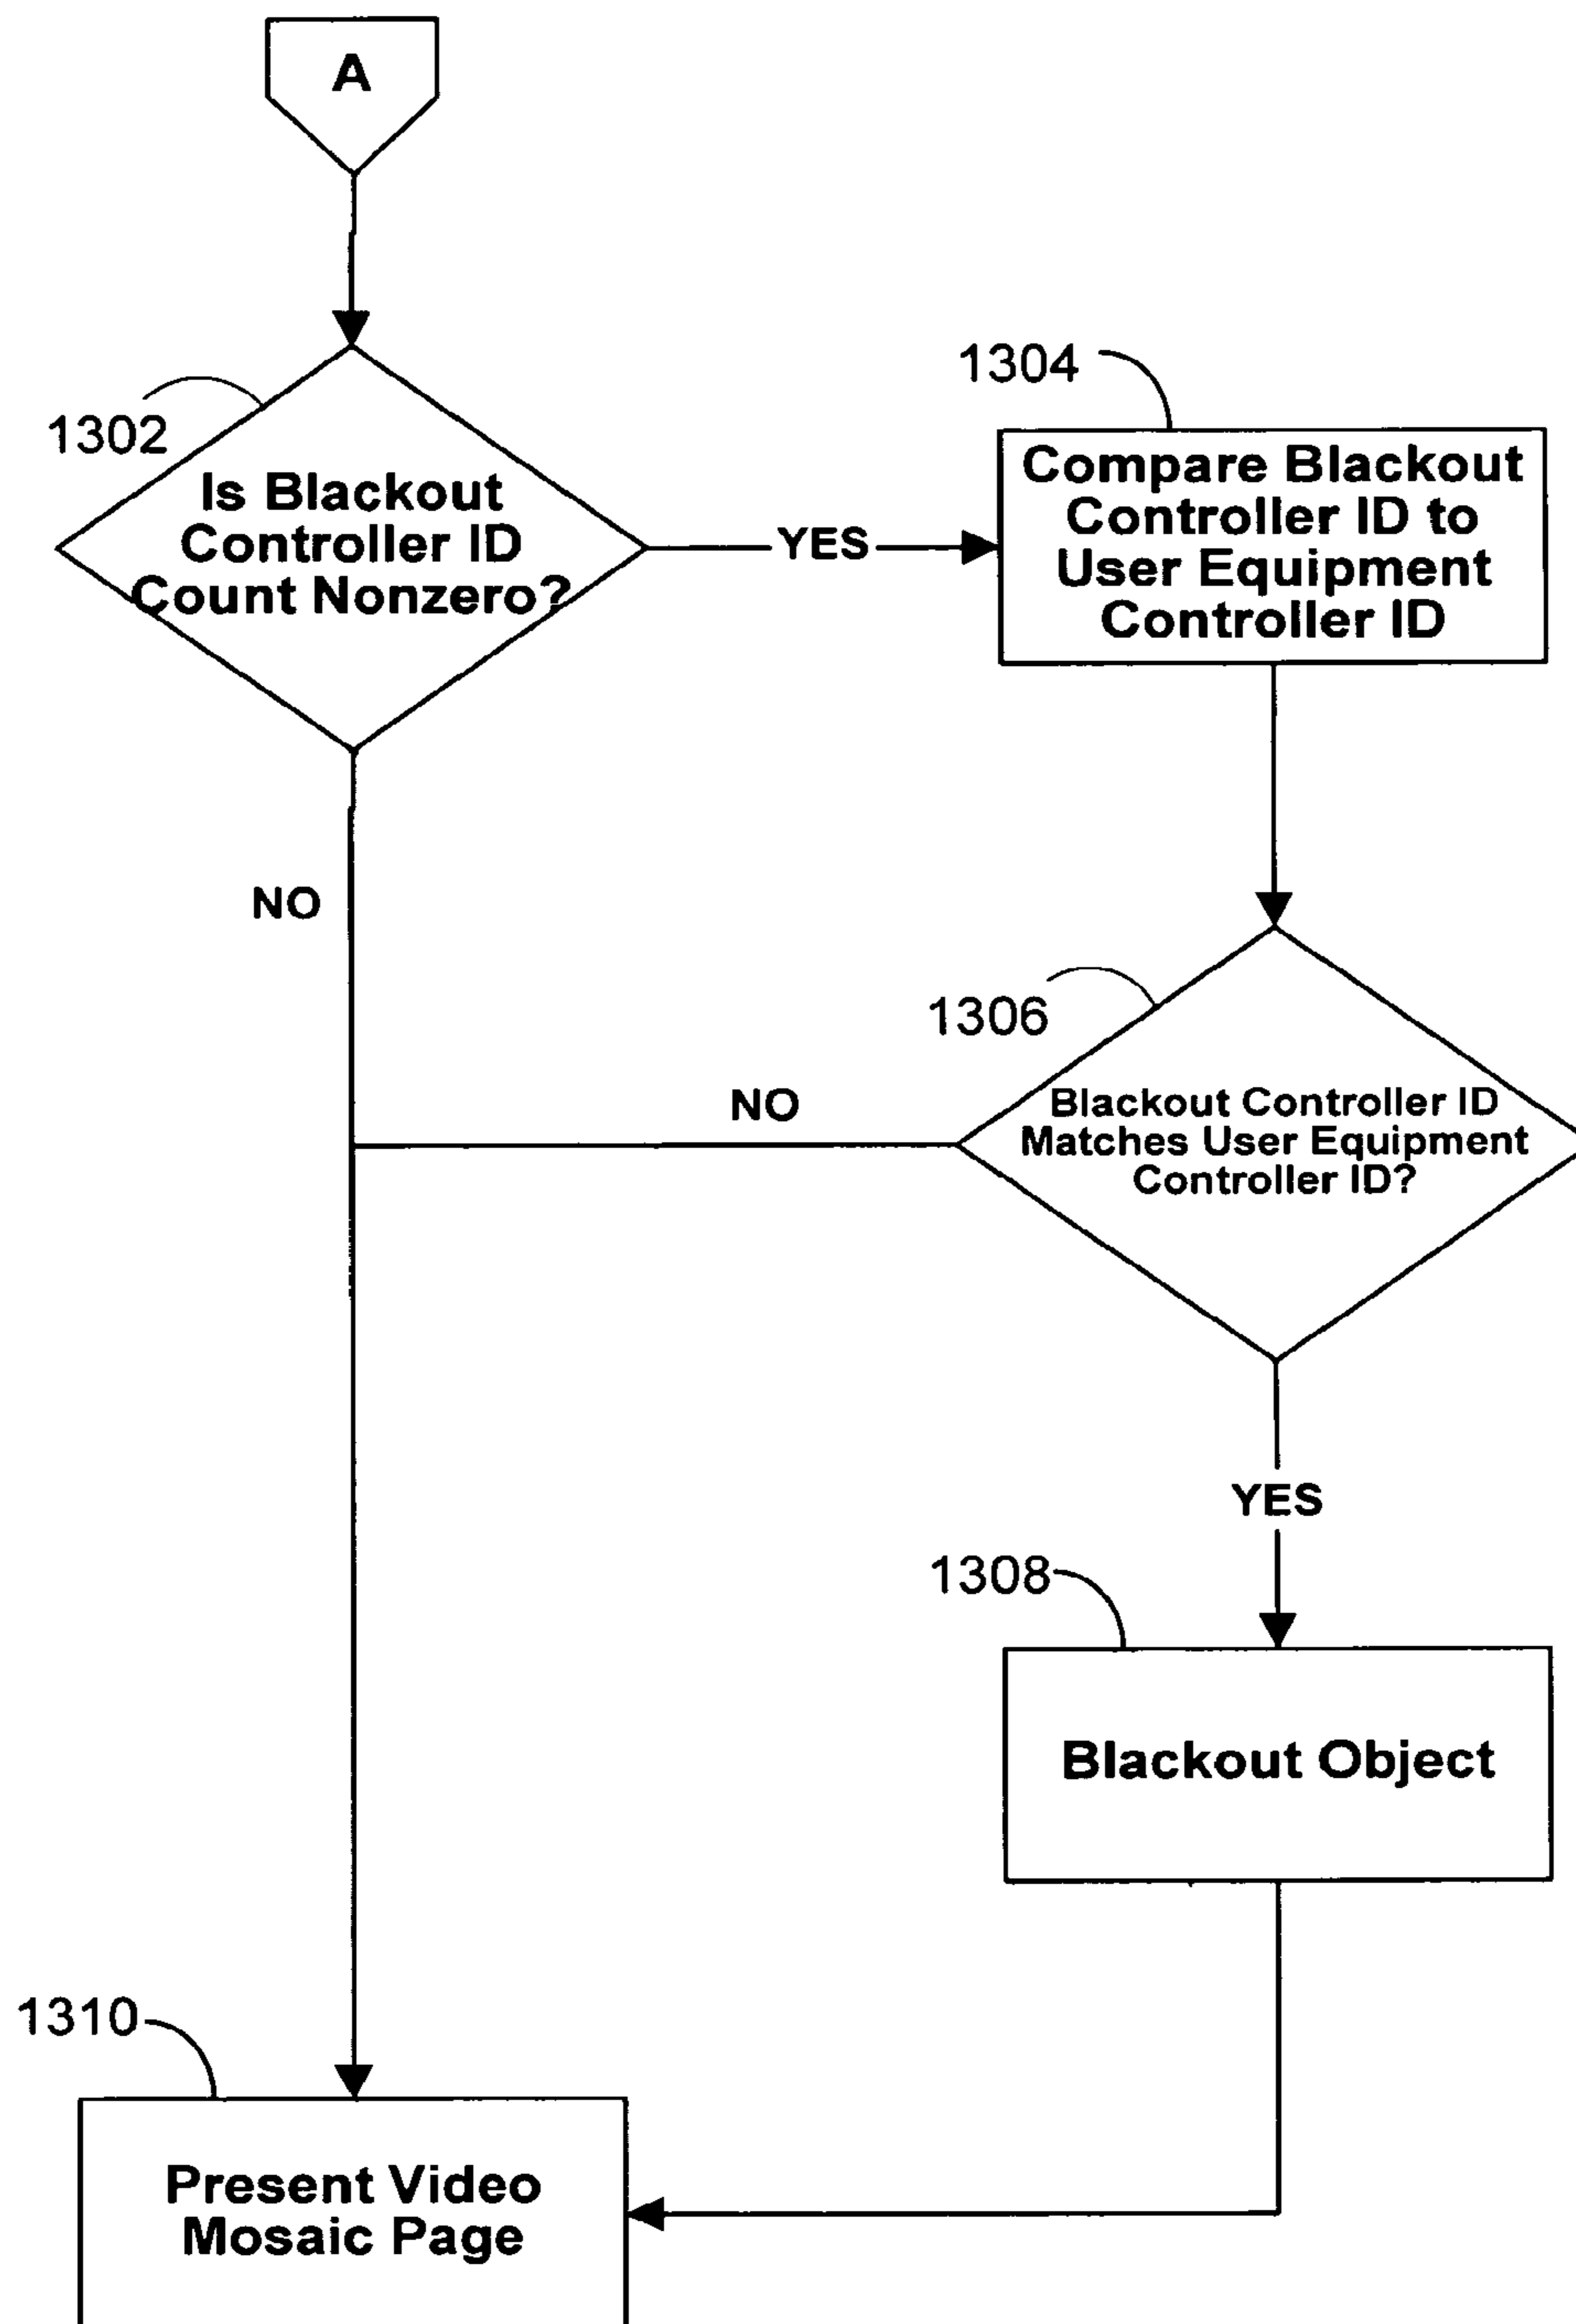 A
1302
Is Blackout
Controller ID
Count Nonzero?
YES
1304
Compare Blackout
Controller ID to
User Equipment
Controller ID
NO
1306
NO
Blackout Controller ID
Matches User Equipment
Controller ID?
YES
1308
Blackout Object
1310
Present Video
Mosaic Page